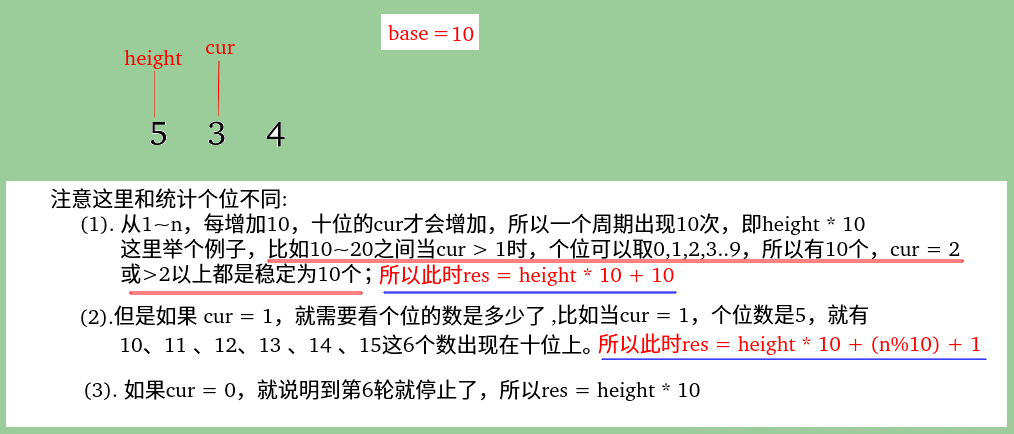 base = 10
height cur
5 3 4
注意这里和统计个位不同:
(1). 从1~n，每增加10，十位的cur才会增加，所以一个周期出现10次，即height * 10
这里举个例子，比如10~20之间当cur > 1时，个位可以取0,1,2,3..9，所以有10个，cur = 2
或>2以上都是稳定为10个；所以此时res = height * 10 + 10
(2).但是如果 cur = 1，就需要看个位的数是多少了 ,比如当cur = 1，个位数是5，就有
10、11 、12、13 、14 、15这6个数出现在十位上。所以此时res = height * 10 + (n%10) + 1
(3). 如果cur = 0，就说明到第6轮就停止了，所以res = height * 10